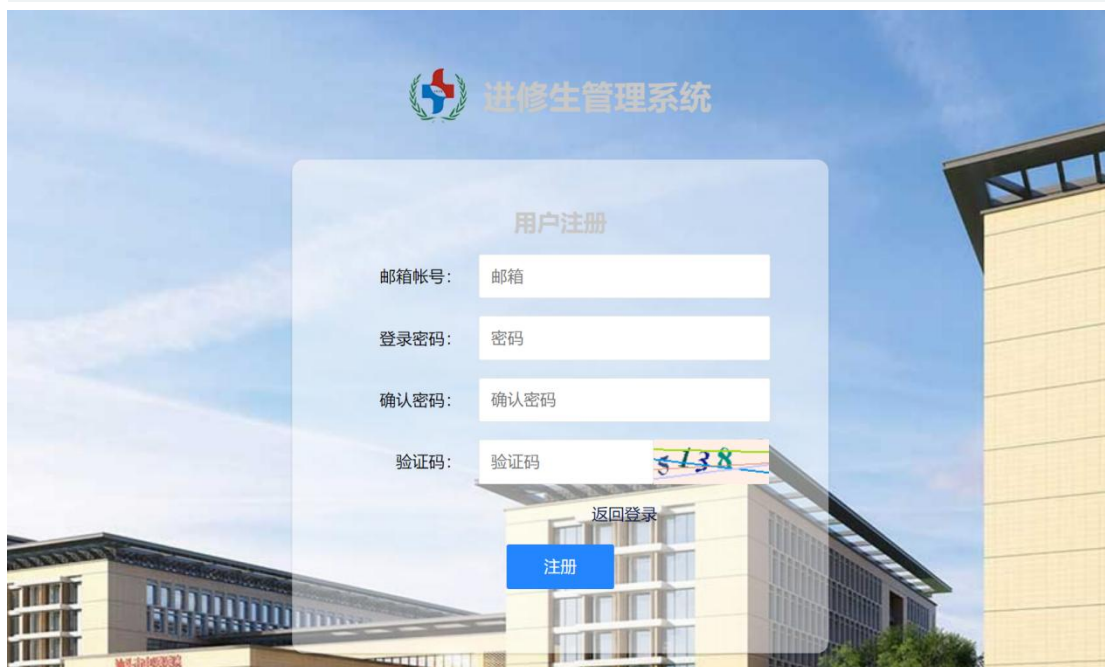 进修生管理系统
用户注册
邮箱帐号： 邮箱
登录密码： 密码
确认密码： 确认密码
验证码： 验证码 5138
返回登录
注册